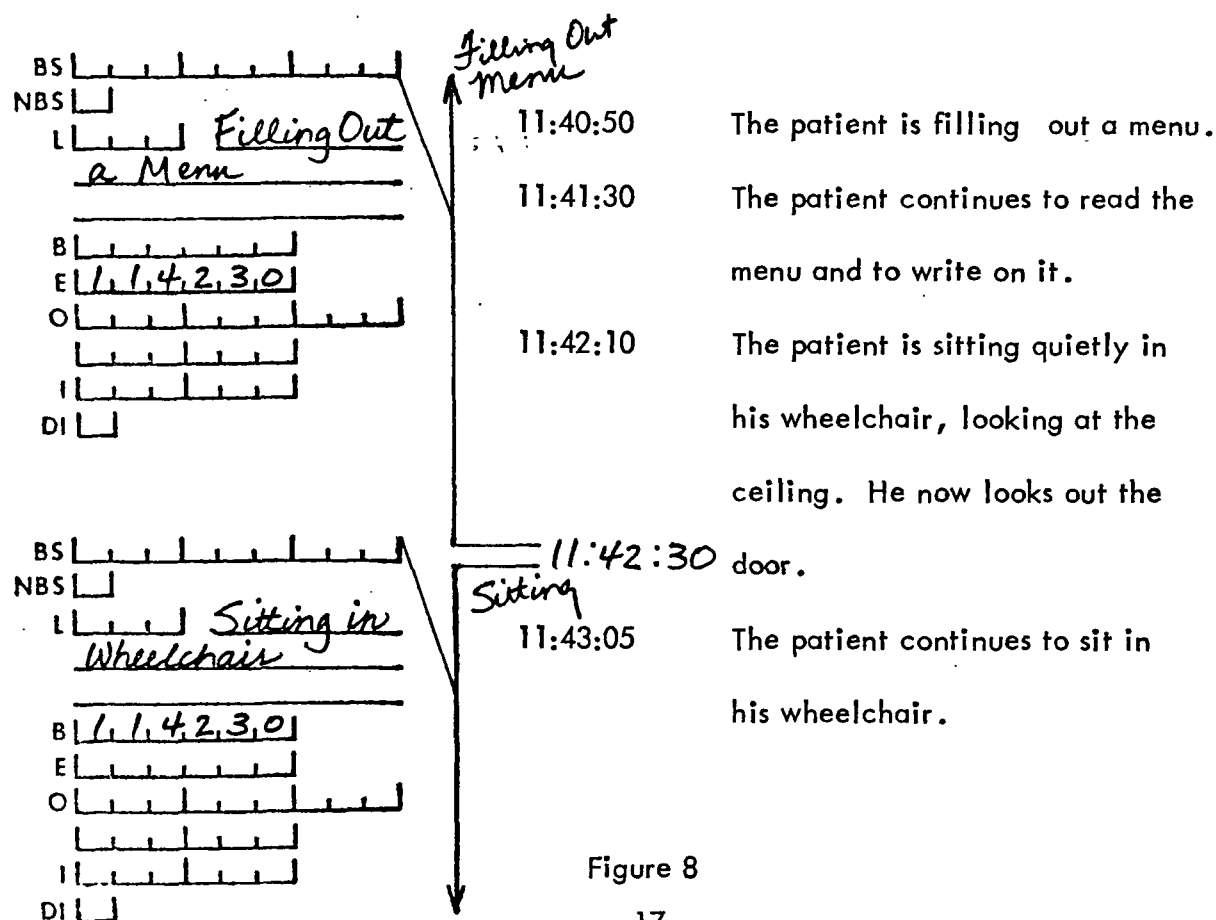 Filling Out
Menu
BS
NBS
L Filling Out
a Menu
B
E 1,1,4,2,3,0
O
I
DI
11:40:50 The patient is filling out a menu.
11:41:30 The patient continues to read the
menu and to write on it.
11:42:10 The patient is sitting quietly in
his wheelchair, looking at the
ceiling. He now looks out the
11:42:30 door.
BS
NBS
L Sitting in
Wheelchair
B 1,1,4,2,3,0
E
O
I
DI
Sitting
11:43:05 The patient continues to sit in
his wheelchair.
Figure 8
17